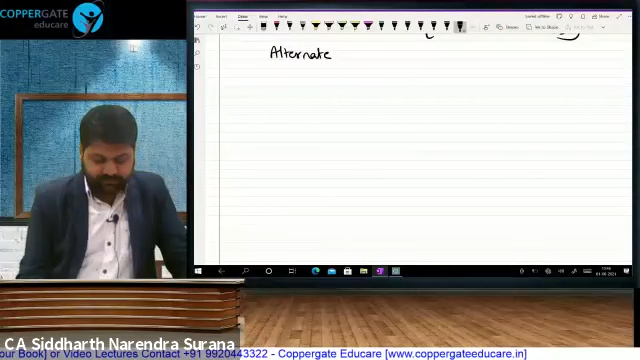 COPPERGATE
educare
Alternate
CA Siddharth Narendra Surana
our Book] or Video Lectures Contact +91 9920443322 - Coppergate Educare [www.coppergateeducare.in]